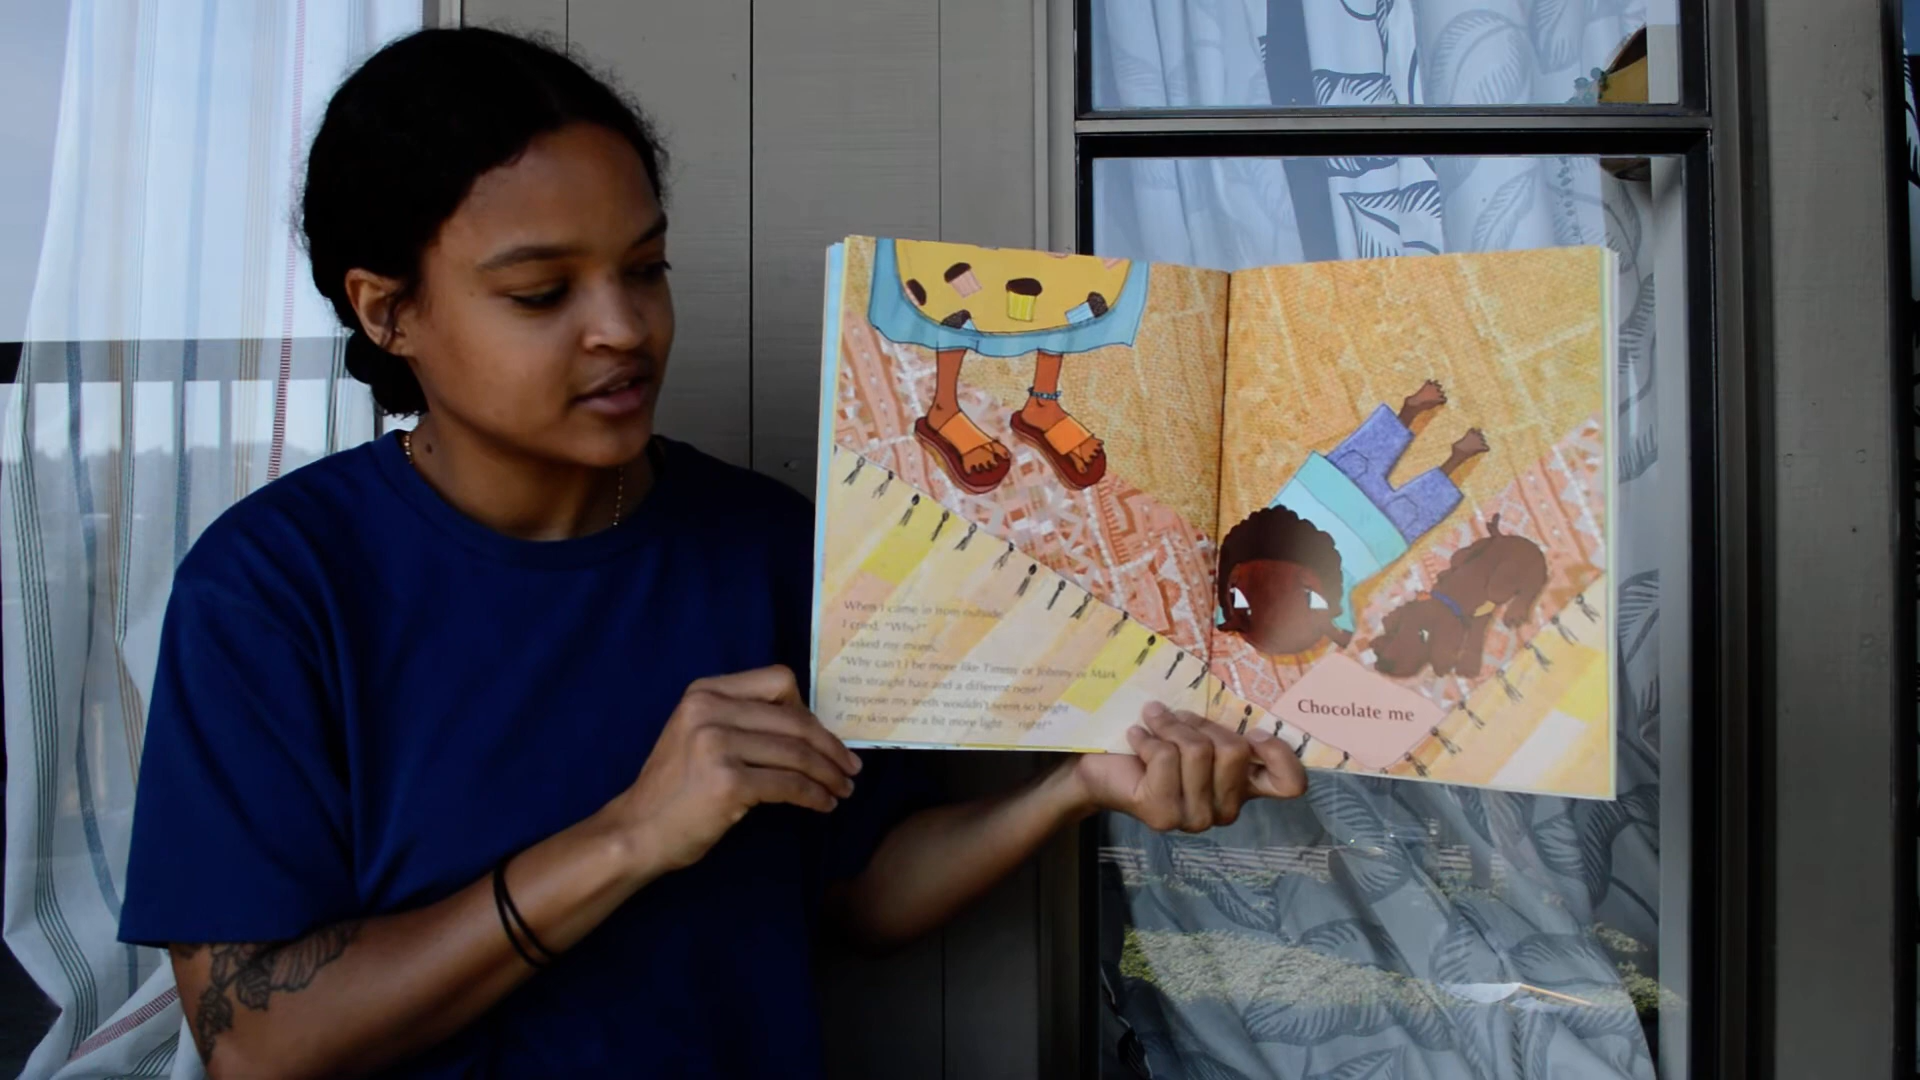 When I came in from outside,
I cried, "Why?"
I asked my mom,
"Why can't I be more like Timmy or Johnny or Mark
with straight hair and a different nose?
I suppose my teeth wouldn't seem so bright
if my skin were a bit more light . . . right?"
Chocolate me